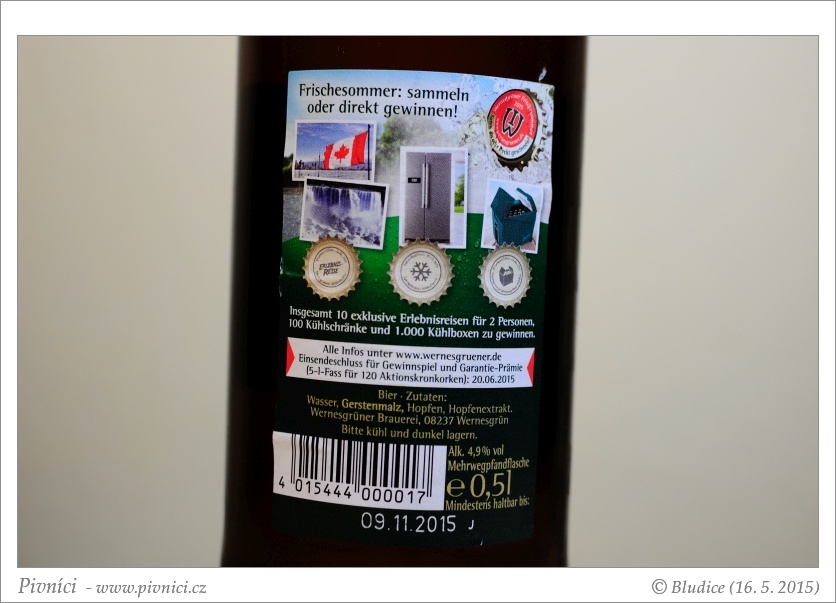 Frischesommer: sammeln
oder direkt gewinnen!
W
ERLEBNIS-
REISE
Insgesamt 10 exklusive Erlebnisreisen für 2 Personen,
100 Kühlschränke und 1.000 Kühlboxen zu gewinnen.
Alle Infos unter www.wernesgruener.de
Einsendeschluss für Gewinnspiel und Garantie-Prämie
(5-l-Fass für 120 Aktionskronkorken): 20.06.2015
Bier · Zutaten:
Wasser, Gerstenmalz, Hopfen, Hopfenextrakt.
Wernesgrüner Brauerei, 08237 Wernesgrün
Bitte kühl und dunkel lagern.
Alk. 4,9% vol
Mehrwegpfandflasche
e 0,5l
Mindestens haltbar bis:
4 015444 000017
09.11.2015 J
Pivníci - www.pivnici.cz
© Bludice (16. 5. 2015)